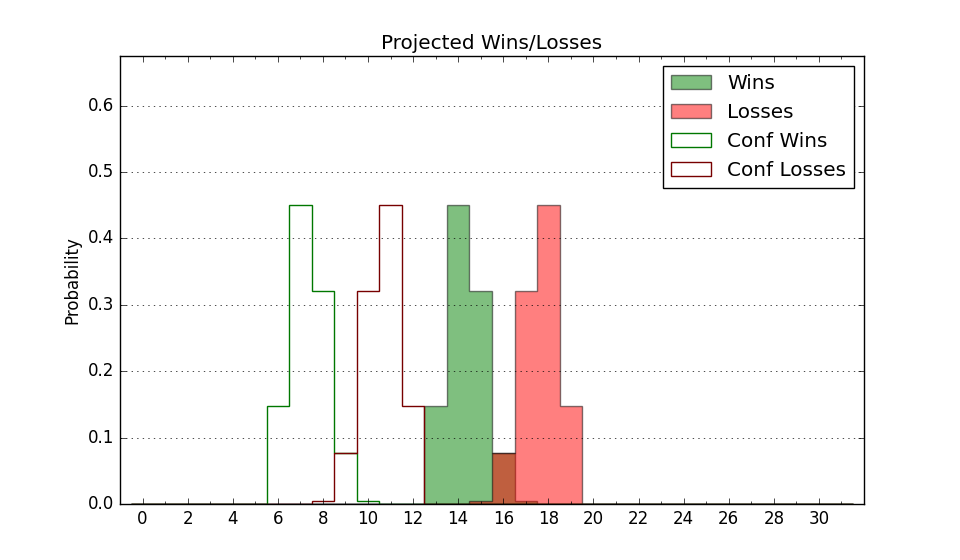 Projected Wins/Losses
Wins
Losses
Conf Wins
Conf Losses
Probability
0.6
0.5
0.4
0.3
0.2
0.1
0.0
0 2 4 6 8 10 12 14 16 18 20 22 24 26 28 30